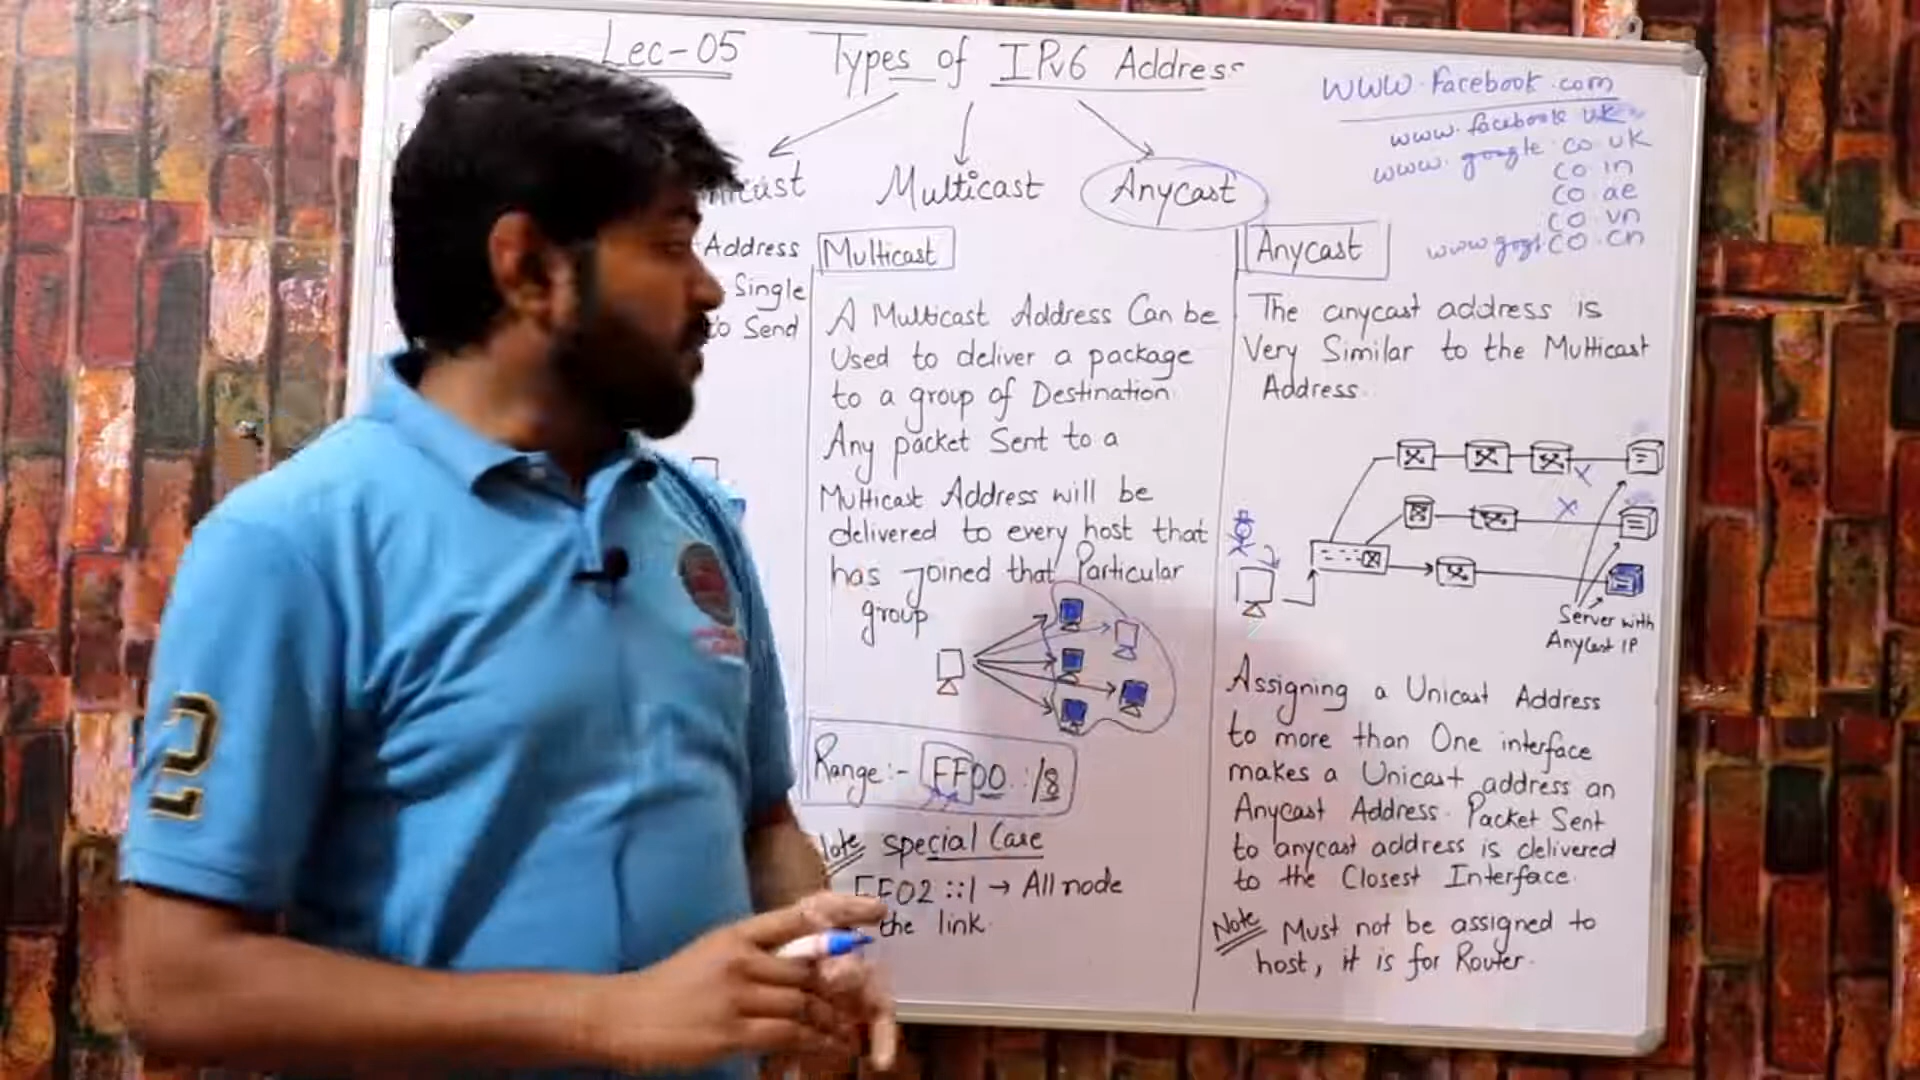 Lec-05 Types of IPv6 Address
Multicast Anycast
www.facebook.com
www.facebook uk
www.google.co.uk
co in
co.ae
co vn
co.cn
Address
Single
to Send
Multicast
A Multicast Address Can be
Used to deliver a package
to a group of Destination
Any packet Sent to a
Multicast Address will be
delivered to every host that
has Joined that Particular
group
Range:- FF00::/8
Note special Case
FF02::1 → All node
the link.
Anycast
The anycast address is
Very Similar to the Multicast
Address.
Server with
AnyCast IP
Assigning a Unicast Address
to more than One interface
makes a Unicast address an
Anycast Address. Packet Sent
to anycast address is delivered
to the Closest Interface.
Note Must not be assigned to
host, it is for Router.
2